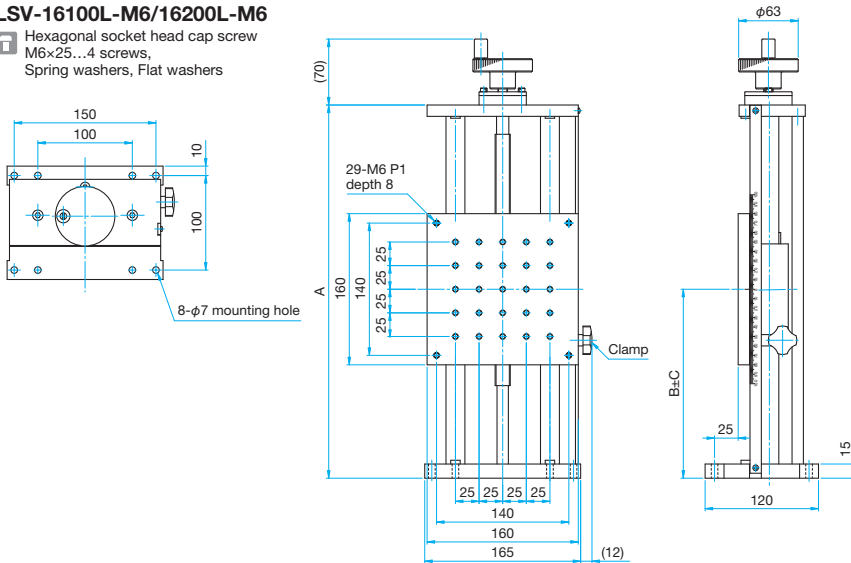 LSV-16100L-M6/16200L-M6
Hexagonal socket head cap screw
M6×25…4 screws,
Spring washers, Flat washers
150
100
10
100
8-φ7 mounting hole
(70)
29-M6 P1
depth 8
A
160
140
25
25
25
25
Clamp
25
25
25
25
140
160
165
(12)
φ63
B±C
25
15
120